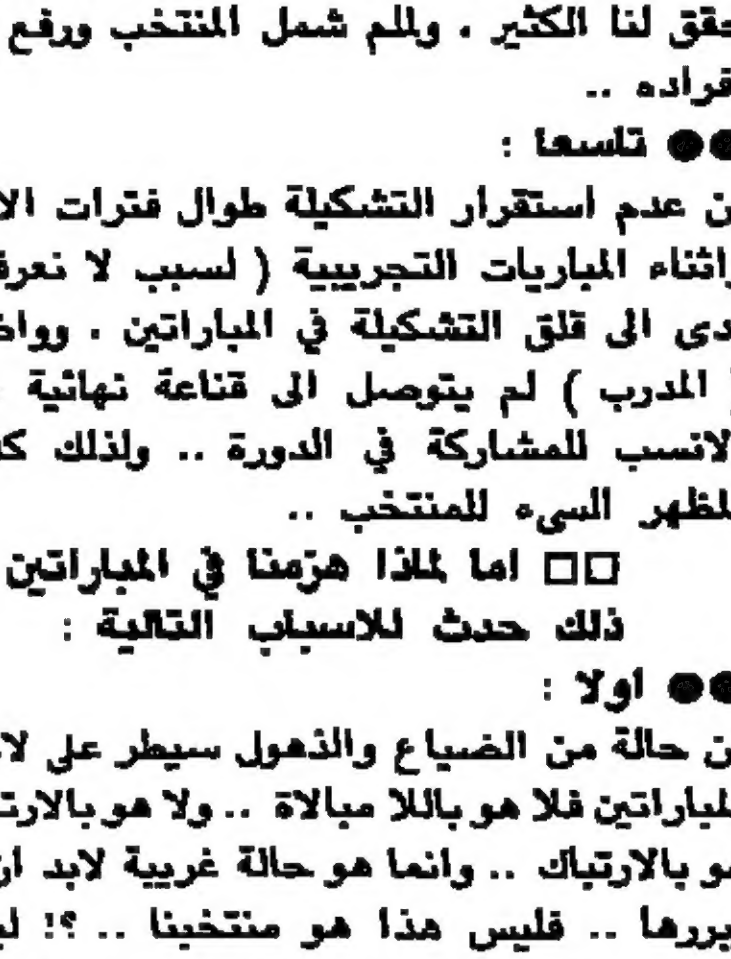 حقق لنا الكثير . وللم شمل المنتخب ورفع
قراده ..
●● تاسعا :
ن عدم استقرار التشكيلة طوال فترات الا
اثناء المباريات التجريبية ( لسبب لا نعرف
دى الى قلق التشكيلة في المباراتين . وواض
( المدرب ) لم يتوصل الى قناعة نهائية
لانسب للمشاركة في الدورة .. ولذلك كا
لمظهر السيء للمنتخب ..
□□ اما لماذا هزمنا في المباراتين
ذلك حدث للاسباب التالية :
●● اولا :
ن حالة من الضياع والذهول سيطر على لا
لمباراتين فلا هو باللا مبالاة .. ولا هو بالارت
هو بالارتباك .. وانما هو حالة غريبة لابد ان
يبررها .. فليس هذا هو منتخبنا .. ؟! لي